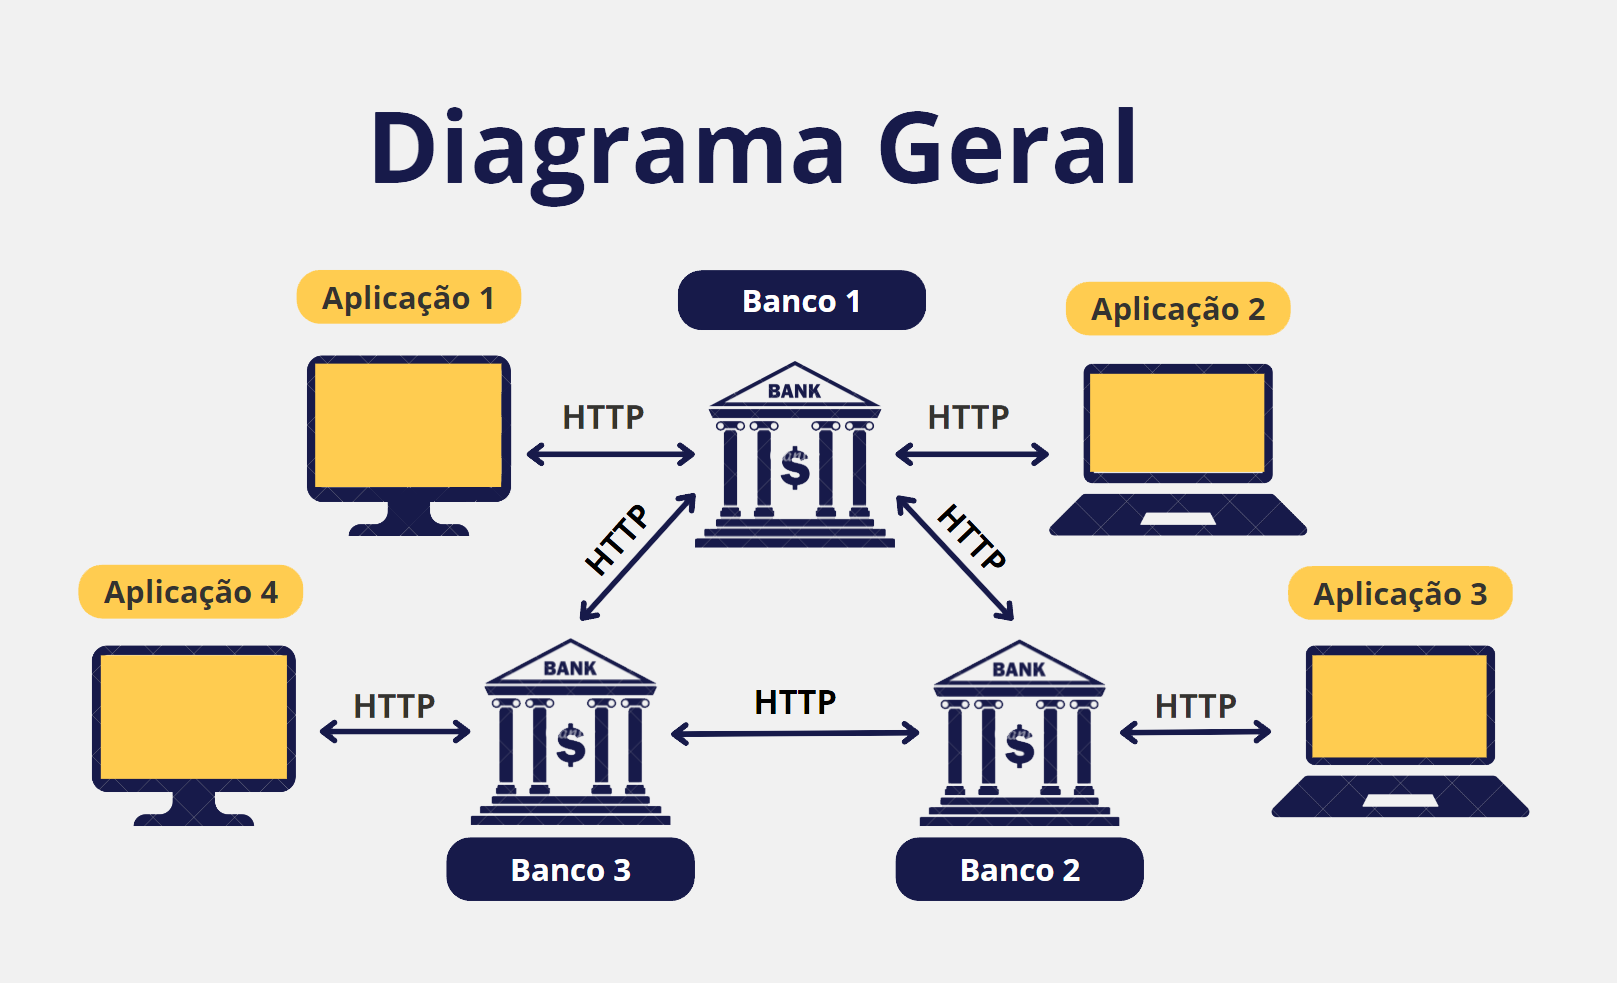 Diagrama Geral
Aplicação 1
Banco 1
Aplicação 2
BANK
$
HTTP
HTTP
HTTP
HTTP
Aplicação 4
Aplicação 3
BANK
$
BANK
$
HTTP
HTTP
HTTP
Banco 3
Banco 2